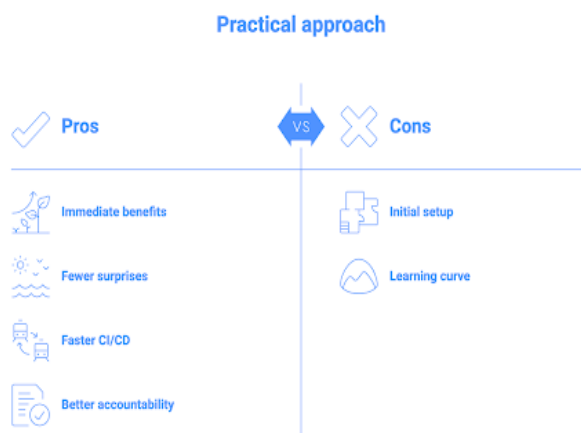 Practical approach
Pros
VS
Cons
Immediate benefits
Initial setup
Fewer surprises
Learning curve
Faster CI/CD
Better accountability